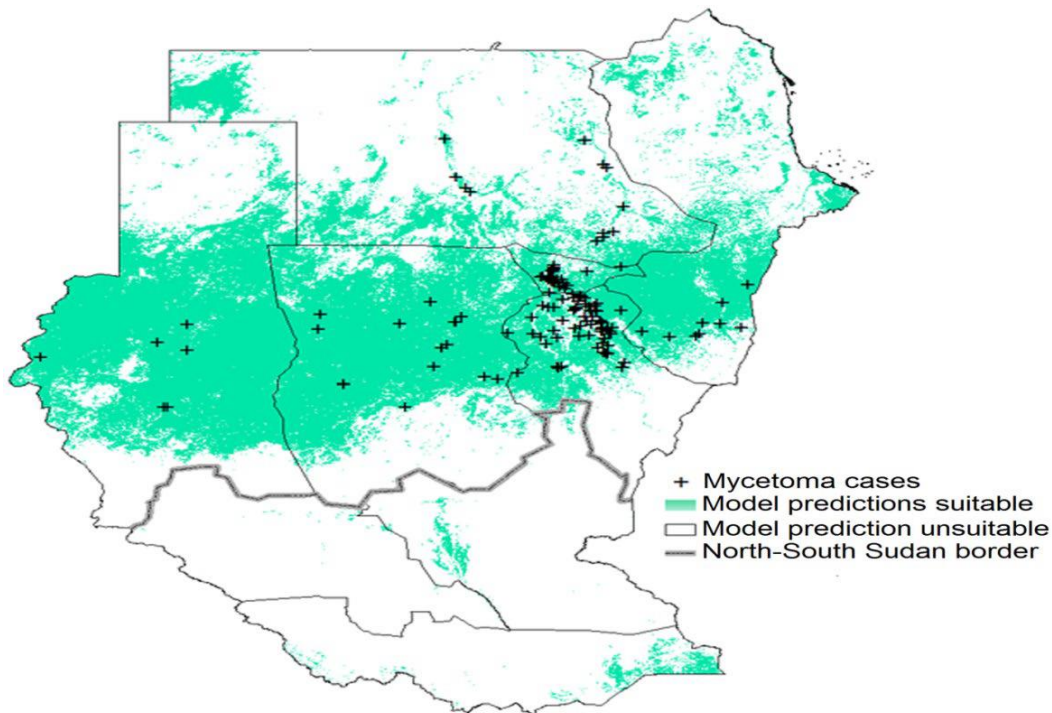 Mycetoma cases
Model predictions suitable
Model prediction unsuitable
North-South Sudan border